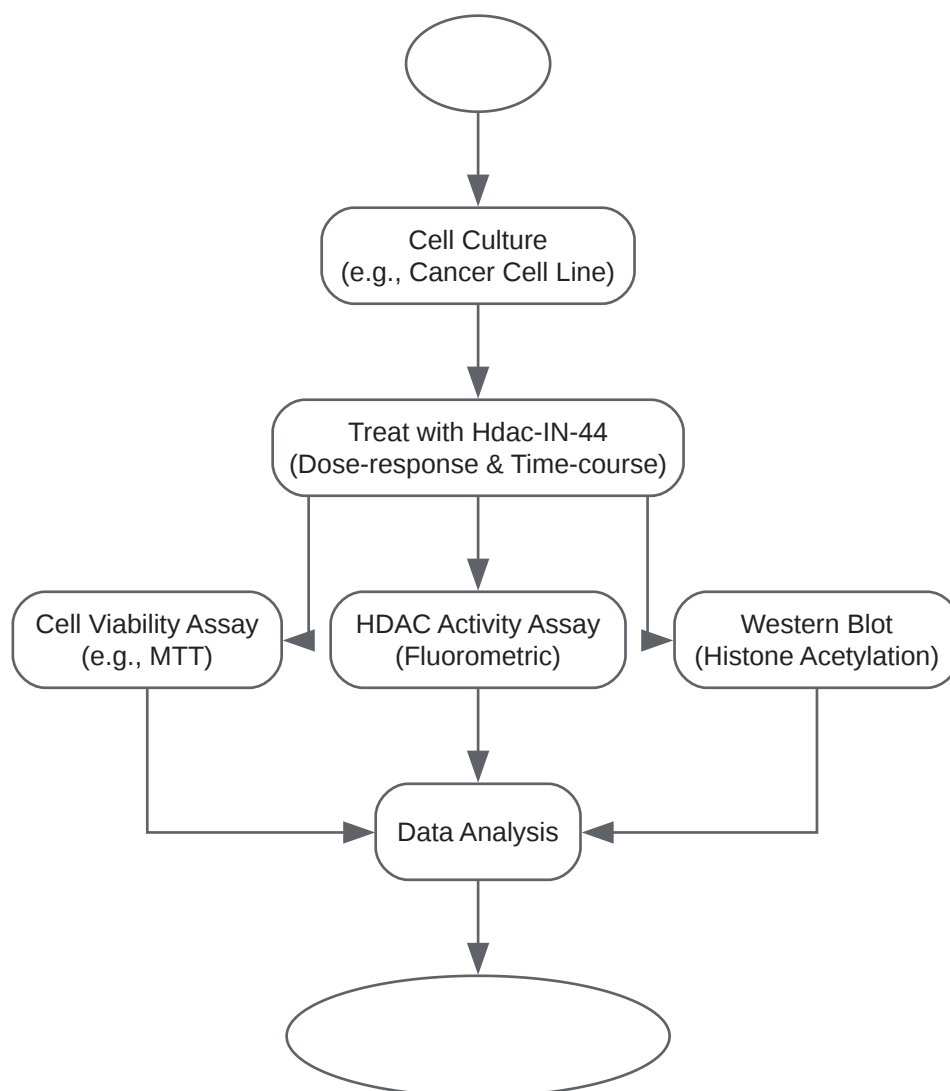 Cell Culture
(e.g., Cancer Cell Line)
Treat with Hdac-IN-44
(Dose-response & Time-course)
Cell Viability Assay
(e.g., MTT)
HDAC Activity Assay
(Fluorometric)
Western Blot
(Histone Acetylation)
Data Analysis